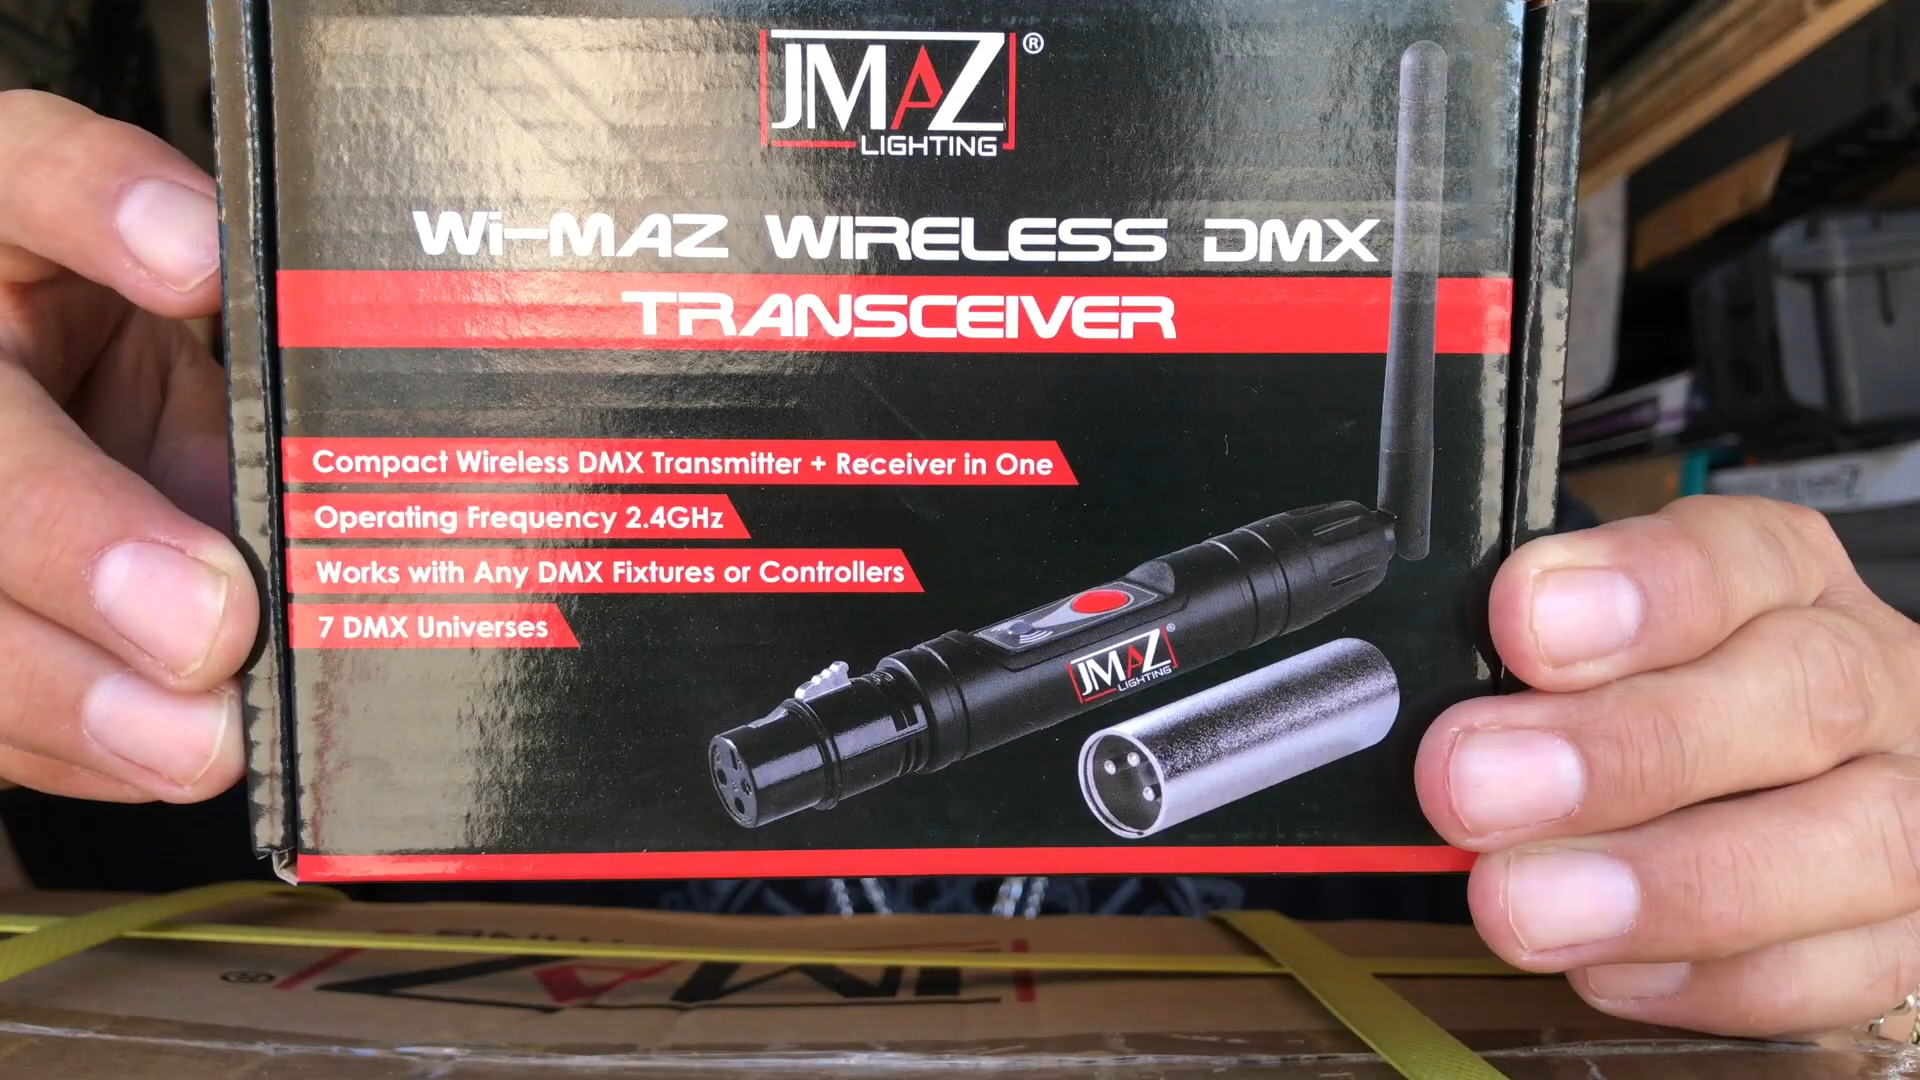 JMAZ®
LIGHTING
Wi-MAZ WIRELESS DMX
TRANSCEIVER
Compact Wireless DMX Transmitter + Receiver in One
Operating Frequency 2.4GHz
Works with Any DMX Fixtures or Controllers
7 DMX Universes
JMAZ®
LIGHTING
JMAZ®